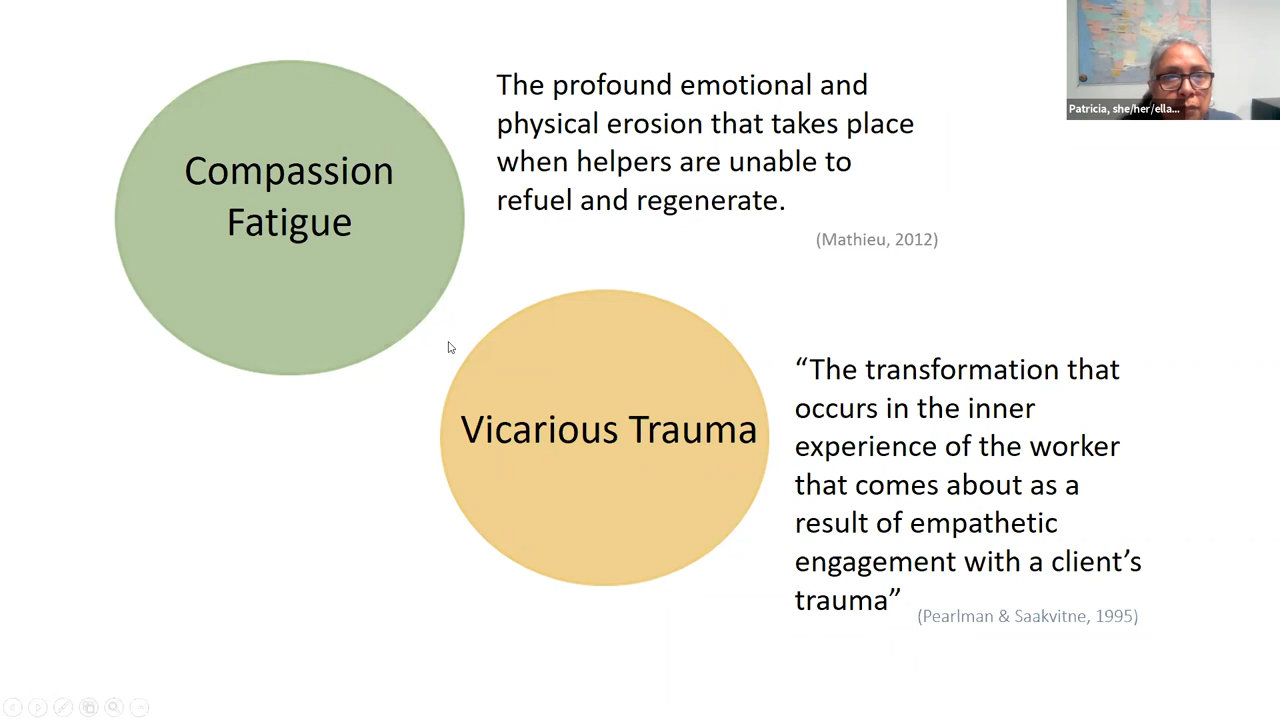 Compassion
Fatigue
The profound emotional and
physical erosion that takes place
when helpers are unable to
refuel and regenerate.
(Mathieu, 2012)
Patricia, she/her/ella...
Vicarious Trauma
“The transformation that
occurs in the inner
experience of the worker
that comes about as a
result of empathetic
engagement with a client’s
trauma”
(Pearlman & Saakvitne, 1995)